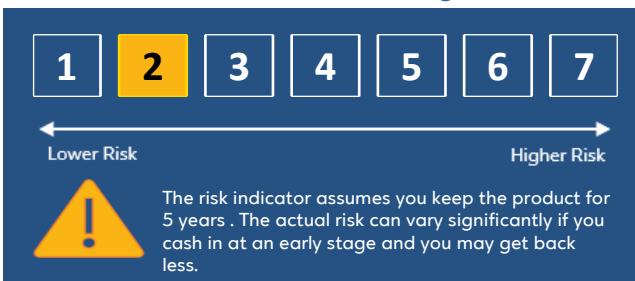 1 2 3 4 5 6 7
Lower Risk Higher Risk
!
The risk indicator assumes you keep the product for
5 years . The actual risk can vary significantly if you
cash in at an early stage and you may get back
less.